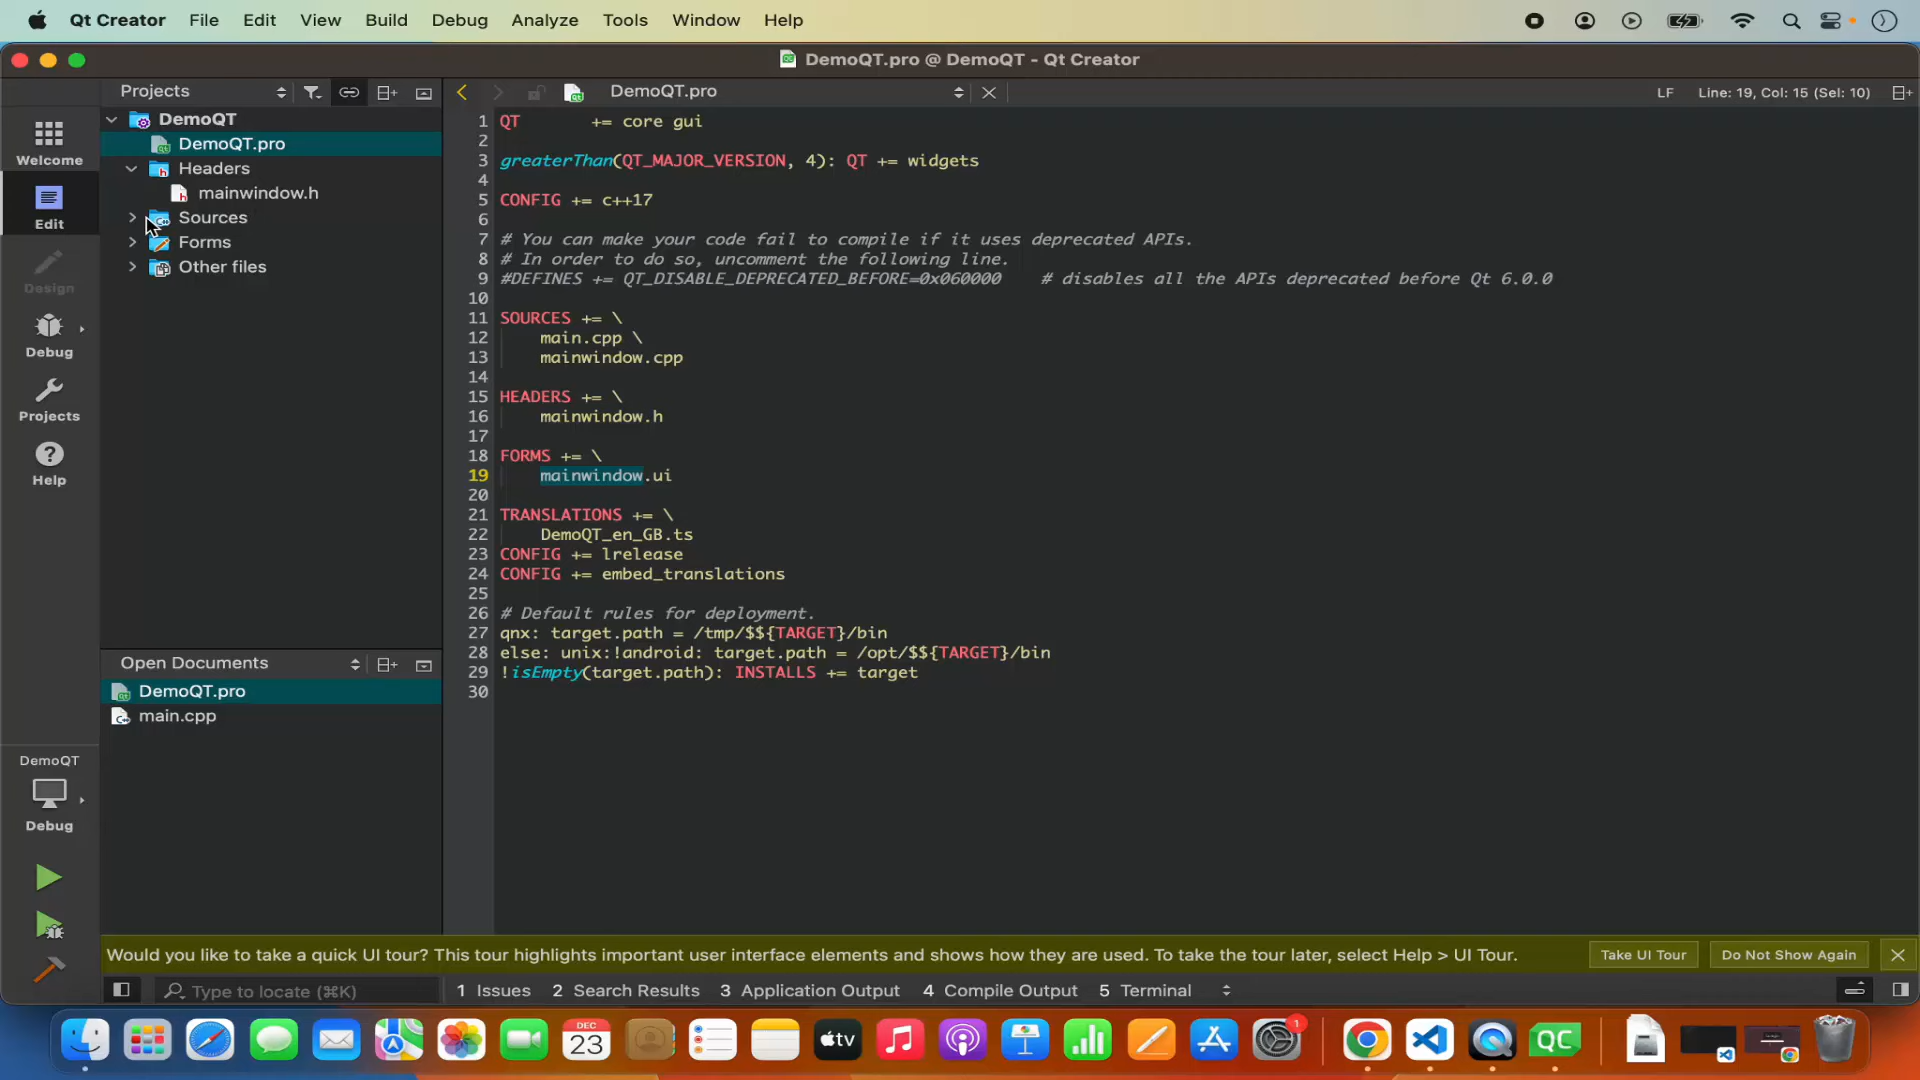 Qt Creator File Edit View Build Debug Analyze Tools Window Help
DemoQT.pro @ DemoQT - Qt Creator
Projects
DemoQT.pro
LF
Line: 19, Col: 15 (Sel: 10)
Welcome
Edit
Design
Debug
Projects
Help
DemoQT
DemoQT.pro
Headers
mainwindow.h
Sources
Forms
Other files
1 QT       += core gui
2
3 greaterThan(QT_MAJOR_VERSION, 4): QT += widgets
4
5 CONFIG += c++17
6
7 # You can make your code fail to compile if it uses deprecated APIs.
8 # In order to do so, uncomment the following line.
9 #DEFINES += QT_DISABLE_DEPRECATED_BEFORE=0x060000    # disables all the APIs deprecated before Qt 6.0.0
10
11 SOURCES += \
12     main.cpp \
13     mainwindow.cpp
14
15 HEADERS += \
16     mainwindow.h
17
18 FORMS += \
19     mainwindow.ui
20
21 TRANSLATIONS += \
22     DemoQT_en_GB.ts
23 CONFIG += lrelease
24 CONFIG += embed_translations
25
26 # Default rules for deployment.
27 qnx: target.path = /tmp/$${TARGET}/bin
28 else: unix:!android: target.path = /opt/$${TARGET}/bin
29 !isEmpty(target.path): INSTALLS += target
30
Open Documents
DemoQT.pro
main.cpp
DemoQT
Debug
Would you like to take a quick UI tour? This tour highlights important user interface elements and shows how they are used. To take the tour later, select Help > UI Tour.
Take UI Tour
Do Not Show Again
Type to locate (⌘K)
1 Issues 2 Search Results 3 Application Output 4 Compile Output 5 Terminal
DEC
23
tv
1
QC